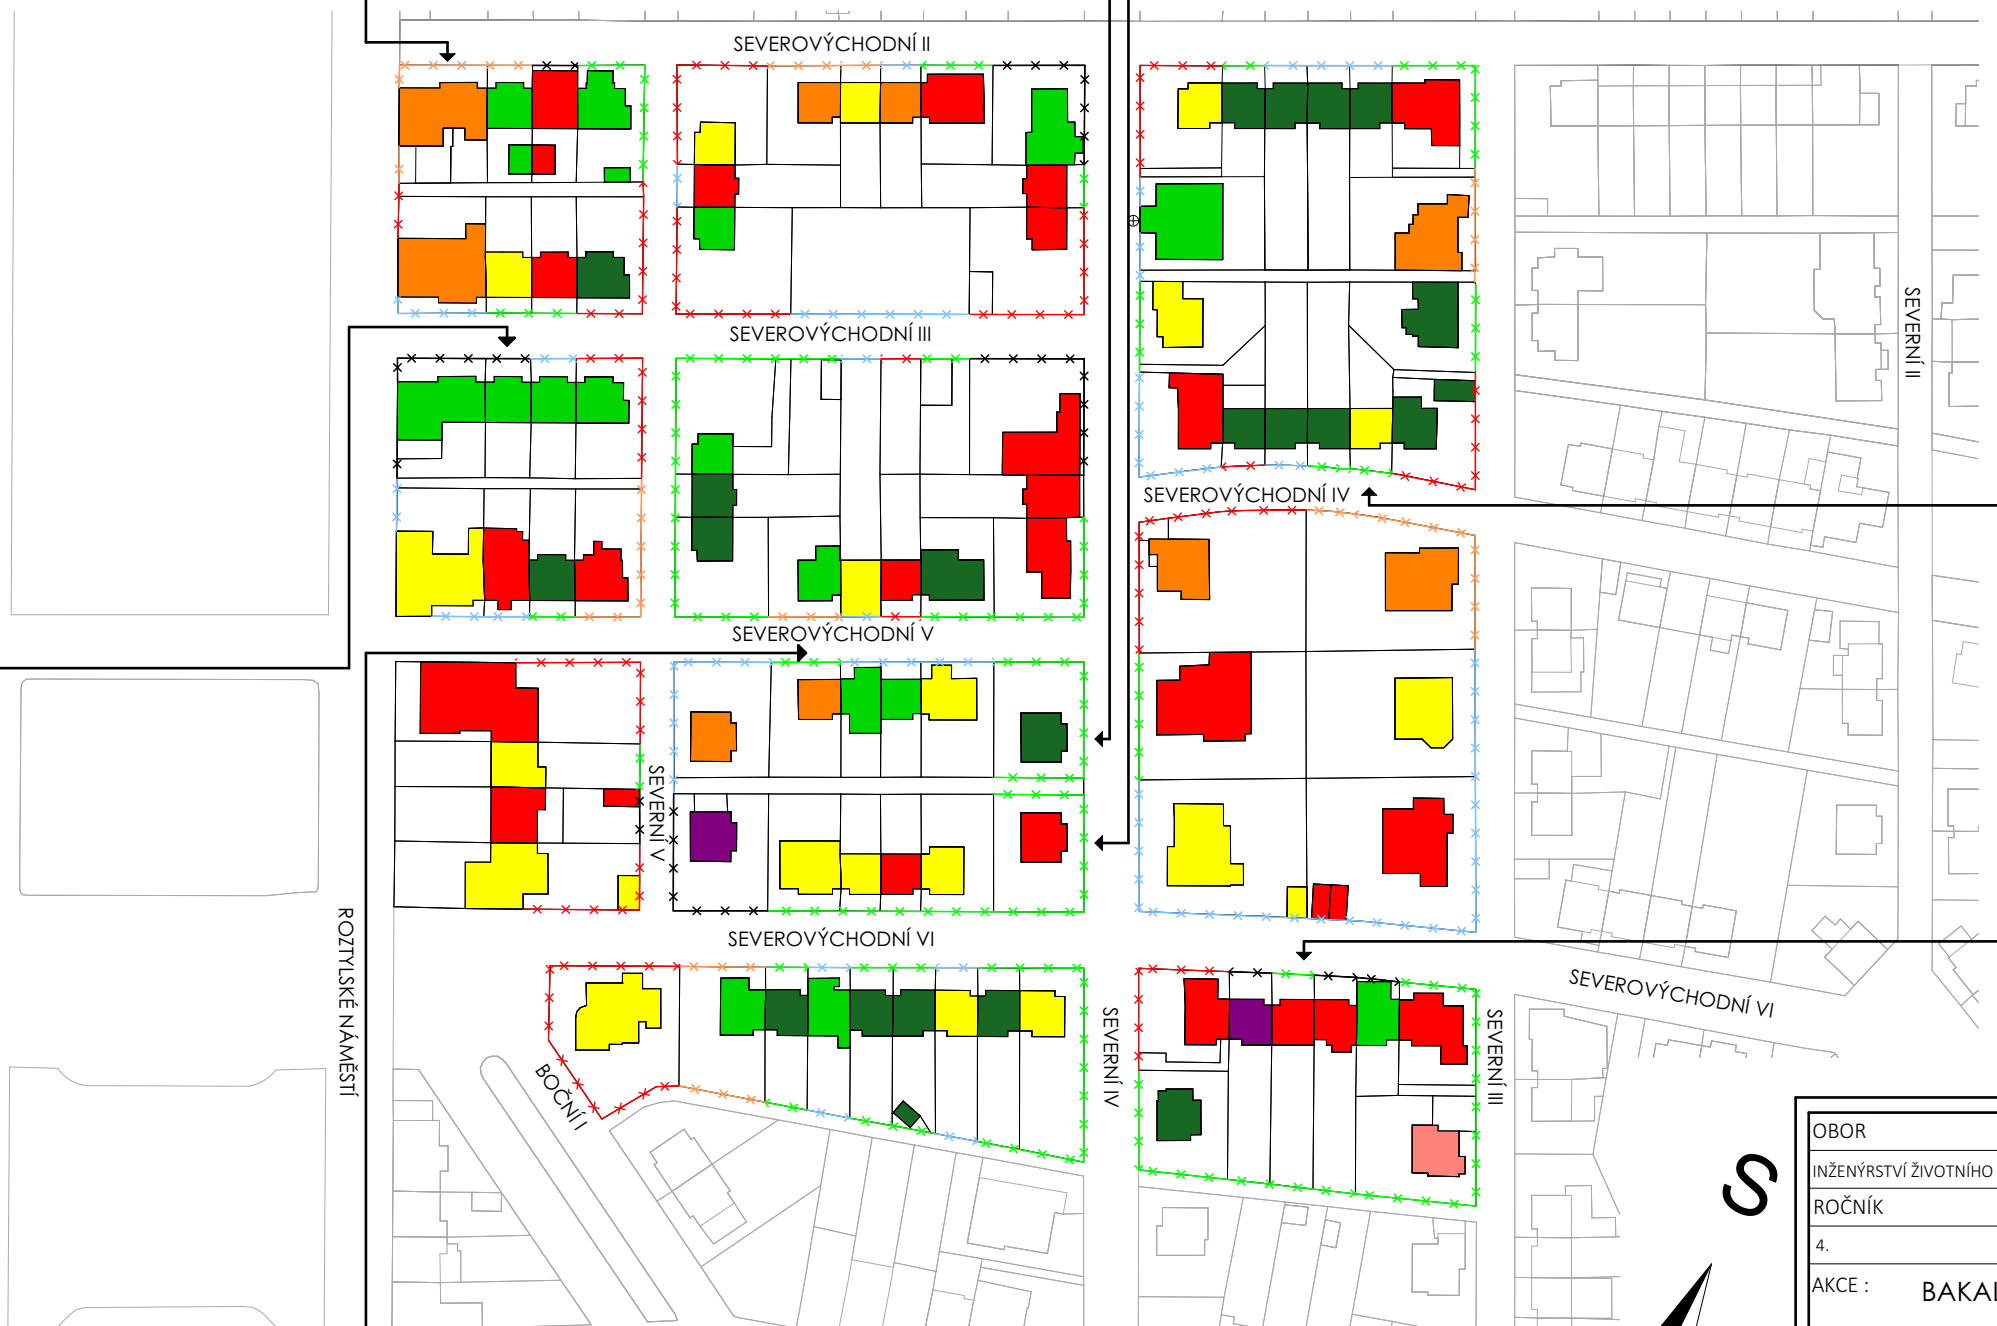 SEVEROVÝCHODNÍ II
SEVEROVÝCHODNÍ III
SEVERNÍ II
SEVEROVÝCHODNÍ IV
SEVEROVÝCHODNÍ V
SEVERNÍ V
ROZTYLSKÉ NÁMĚSTÍ
SEVEROVÝCHODNÍ VI
SEVEROVÝCHODNÍ VI
BOČNÍ I
SEVERNÍ IV
SEVERNÍ III
S
OBOR
INŽENÝRSTVÍ ŽIVOTNÍHO
ROČNÍK
4.
AKCE :